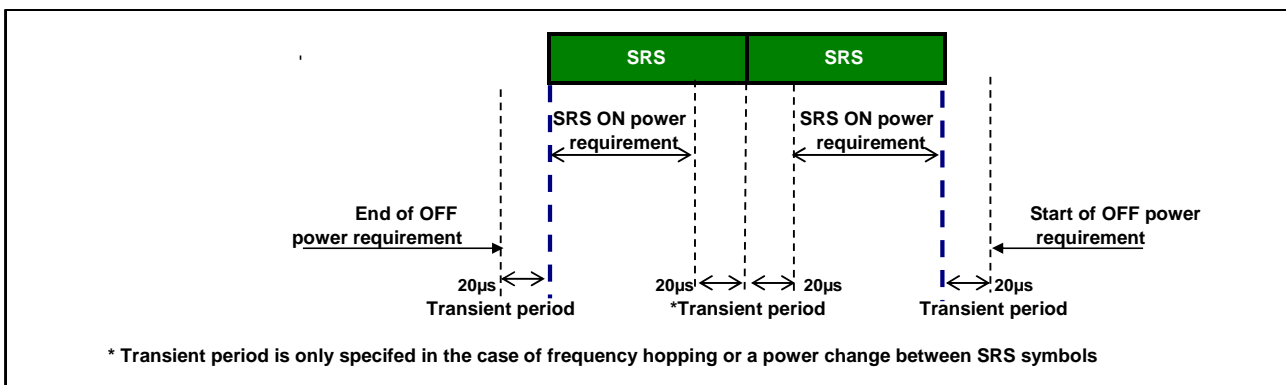 SRS
SRS
SRS ON power
requirement
SRS ON power
requirement
End of OFF
power requirement
Start of OFF power
requirement
20µs
20µs
20µs
20µs
Transient period
*Transient period
Transient period
* Transient period is only specifed in the case of frequency hopping or a power change between SRS symbols